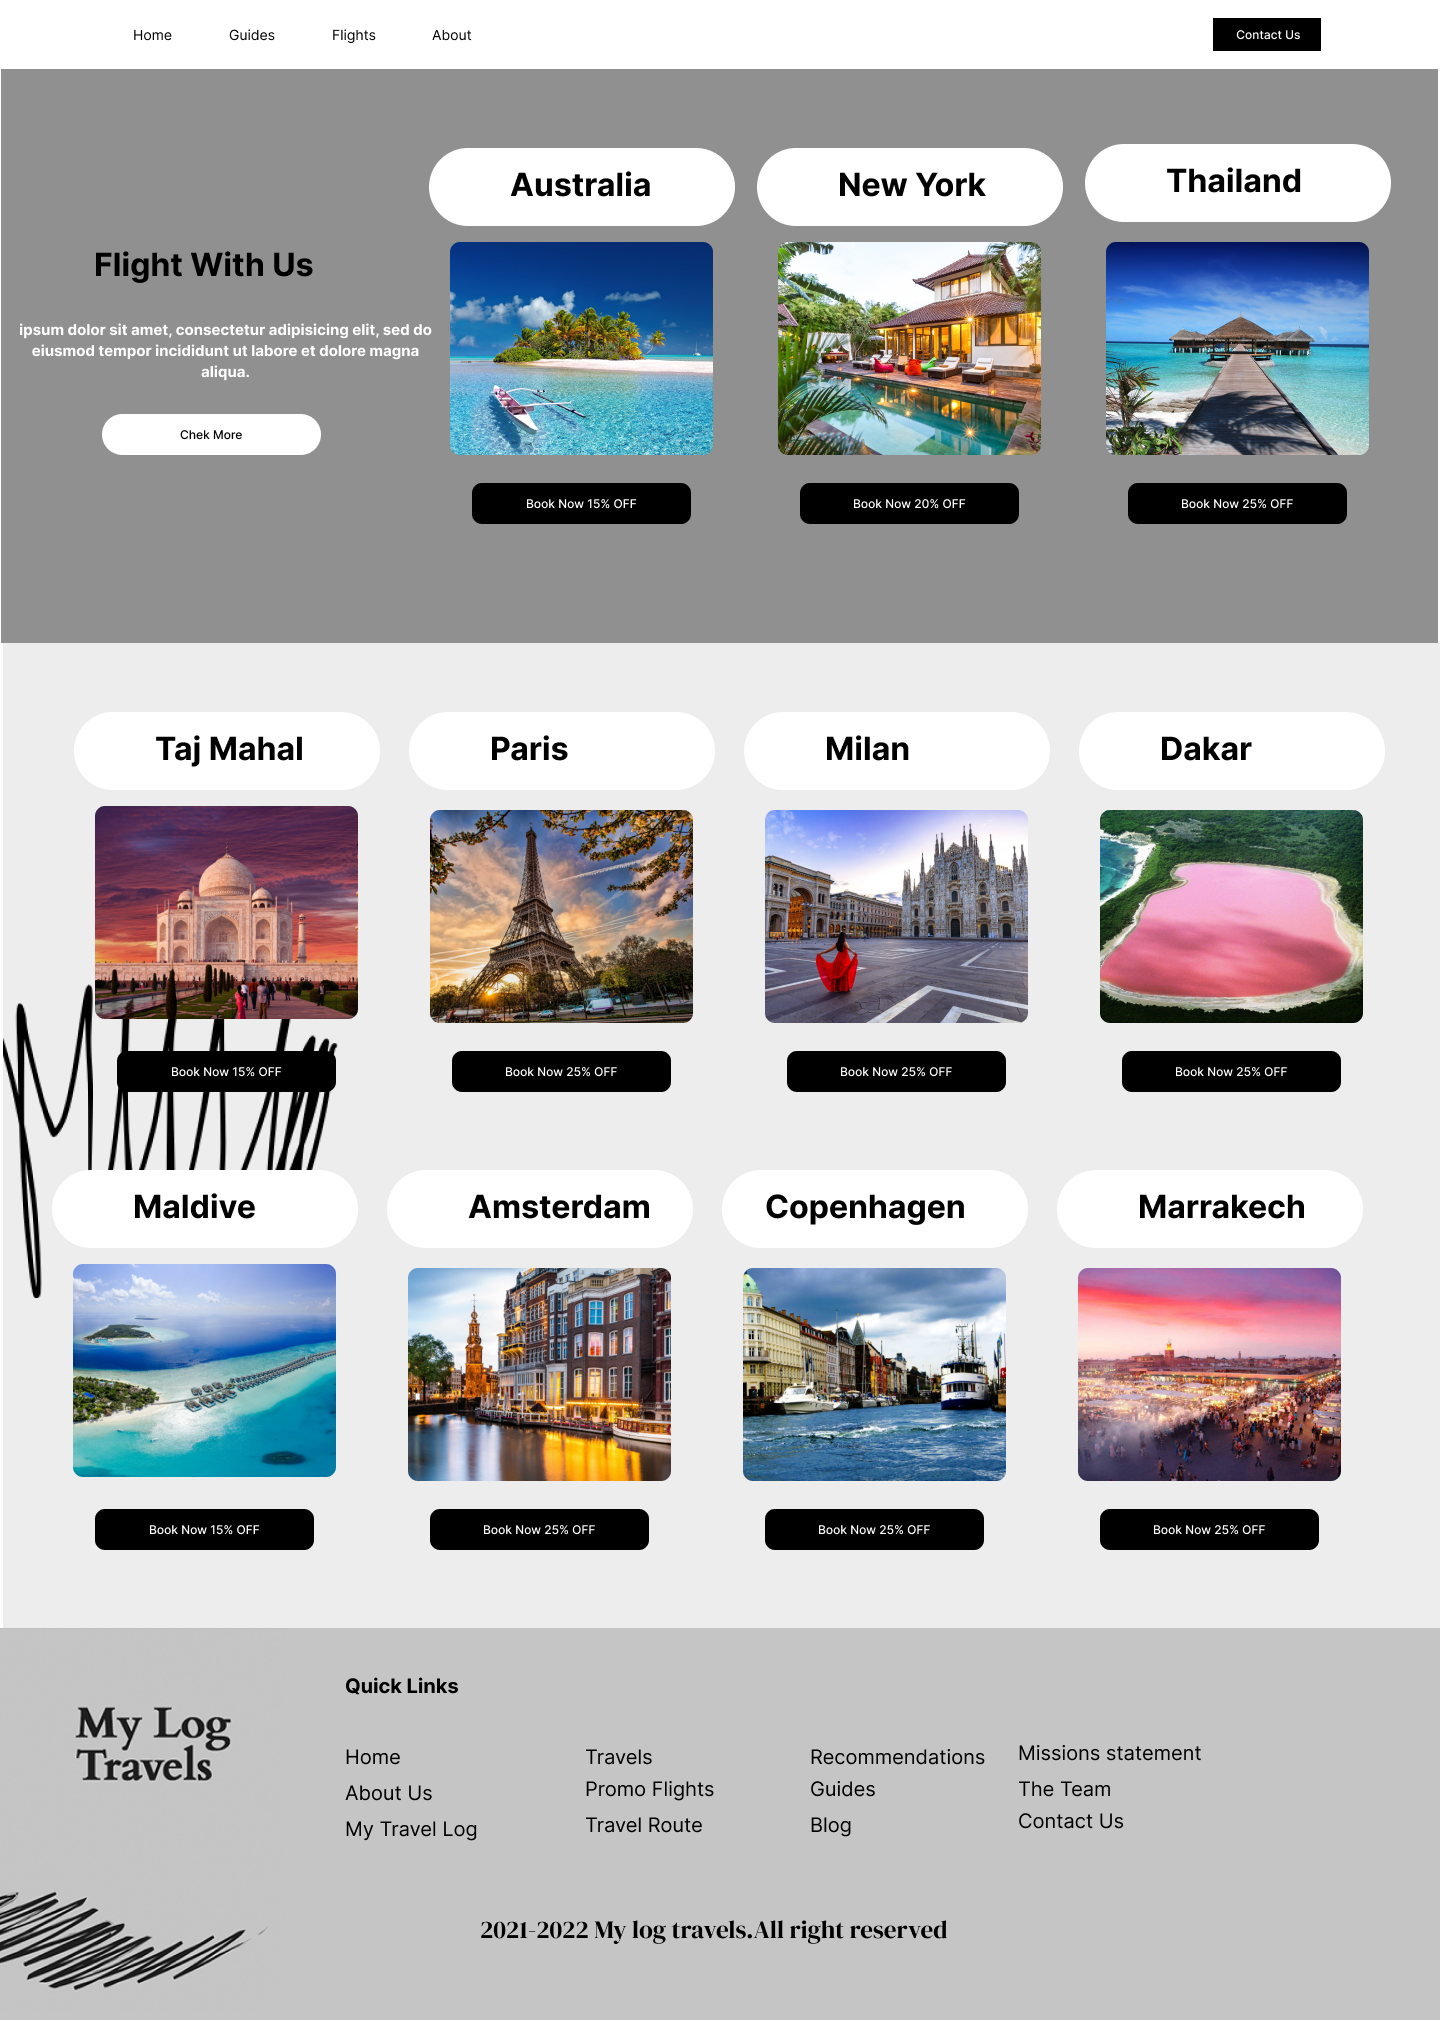 Home
Guides
Flights
About
Contact Us
Flight With Us
ipsum dolor sit amet, consectetur adipisicing elit, sed do
eiusmod tempor incididunt ut labore et dolore magna
aliqua.
Chek More
Australia
New York
Thailand
Book Now 15% OFF
Book Now 20% OFF
Book Now 25% OFF
Taj Mahal
Paris
Milan
Dakar
Book Now 15% OFF
Book Now 25% OFF
Book Now 25% OFF
Book Now 25% OFF
Maldive
Amsterdam
Copenhagen
Marrakech
Book Now 15% OFF
Book Now 25% OFF
Book Now 25% OFF
Book Now 25% OFF
My Log
Travels
Quick Links
Home
About Us
My Travel Log
Travels
Promo Flights
Travel Route
Recommendations
Guides
Blog
Missions statement
The Team
Contact Us
2021-2022 My log travels.All right reserved